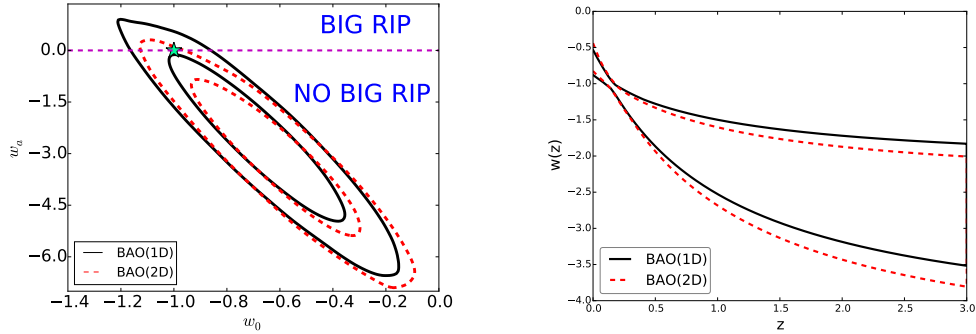 BIG RIP
NO BIG RIP
0.0
−1.5
−3.0
−4.5
−6.0
w_a
BAO(1D)
BAO(2D)
−1.4
−1.2
−1.0
−0.8
−0.6
−0.4
−0.2
0.0
w_0
0.0
−0.5
−1.0
−1.5
−2.0
−2.5
−3.0
−3.5
−4.0
w(z)
BAO(1D)
BAO(2D)
0.0
0.5
1.0
1.5
2.0
2.5
3.0
z